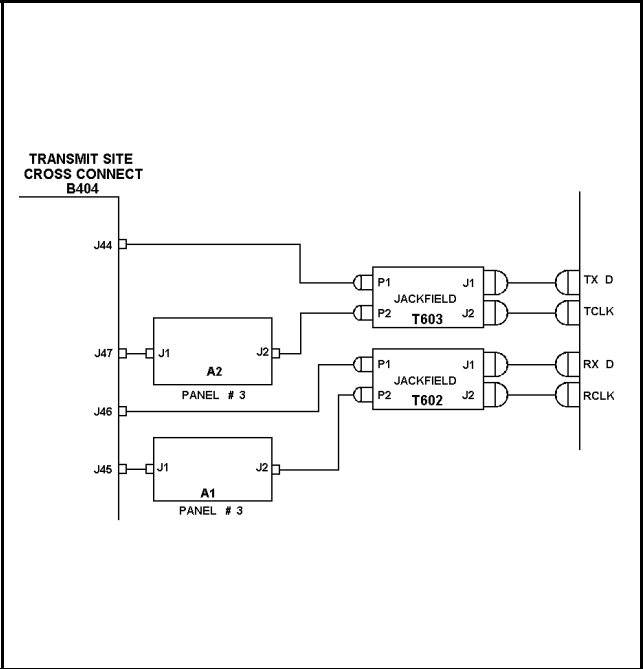 TRANSMIT SITE
CROSS CONNECT
B404
J44
P1 J1
JACKFIELD
P2 J2
T603
TX D
TCLK
J47
J1 J2
A2
PANEL # 3
P1 J1
JACKFIELD
P2 J2
T602
RX D
RCLK
J46
J45
J1 J2
A1
PANEL # 3